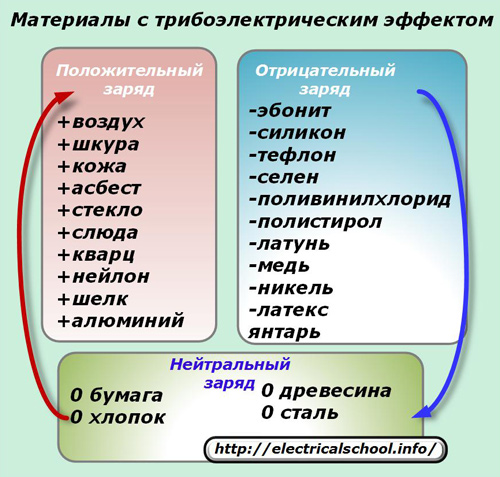 Материалы с трибоэлектрическим эффектом
Положительный
заряд
+воздух
+шкура
+кожа
+асбест
+стекло
+слюда
+кварц
+нейлон
+шелк
+алюминий
Отрицательный
заряд
-эбонит
-силикон
-тефлон
-селен
-поливинилхлорид
-полистирол
-латунь
-медь
-никель
-латекс
янтарь
Нейтральный
заряд
0 бумага
0 хлопок
0 древесина
0 сталь
http://electricalschool.info/